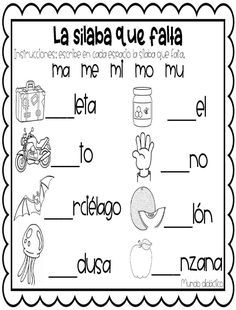 La sílaba que falta
Instrucciones: escribe en cada espacio la sílaba que falta.
ma me mi mo mu
___leta
___el
___to
___no
___rciélago
___lón
___dusa
___nzana
Mundo didáctico